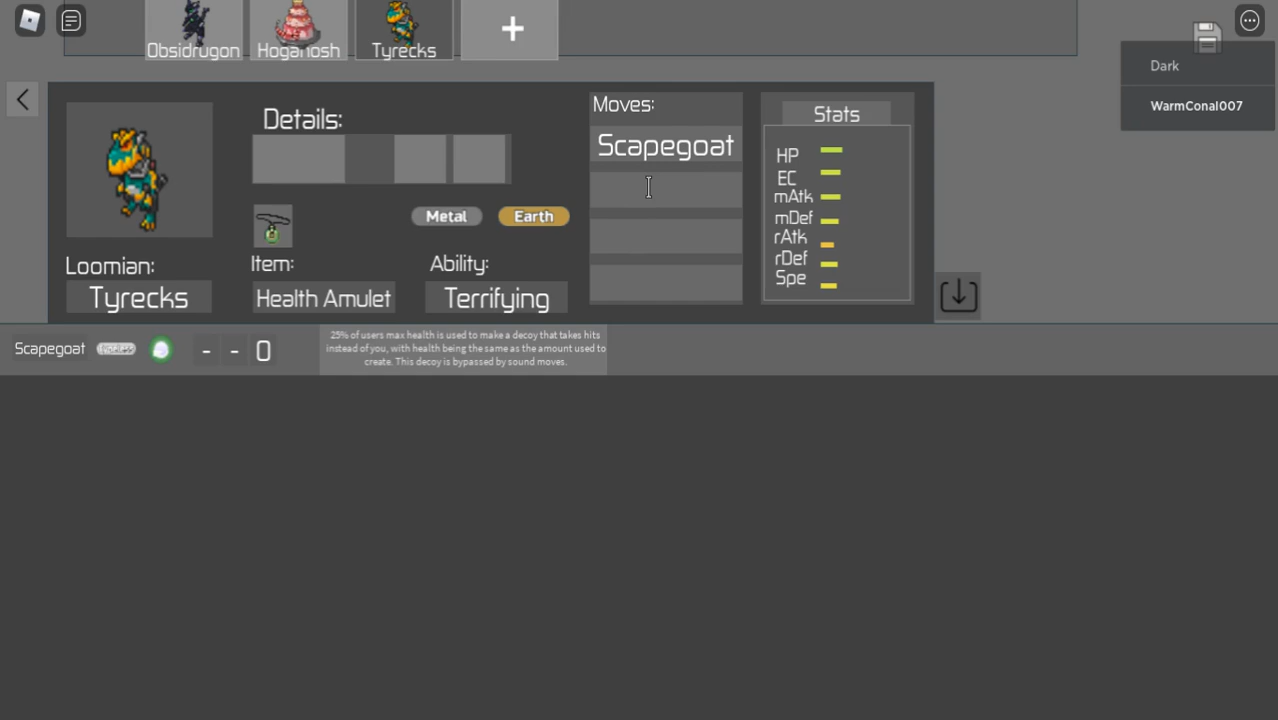 Obsidrugon
Hoganosh
Tyrecks
+
Dark
WarmConal007
Details:
Moves:
Scapegoat
Stats
HP
EC
mAtk
mDef
rAtk
rDef
Spe
Metal
Earth
Loomian:
Tyrecks
Item:
Health Amulet
Ability:
Terrifying
Scapegoat
- - 0
25% of users max health is used to make a decoy that takes hits
instead of you, with health being the same as the amount used to
create. This decoy is bypassed by sound moves.